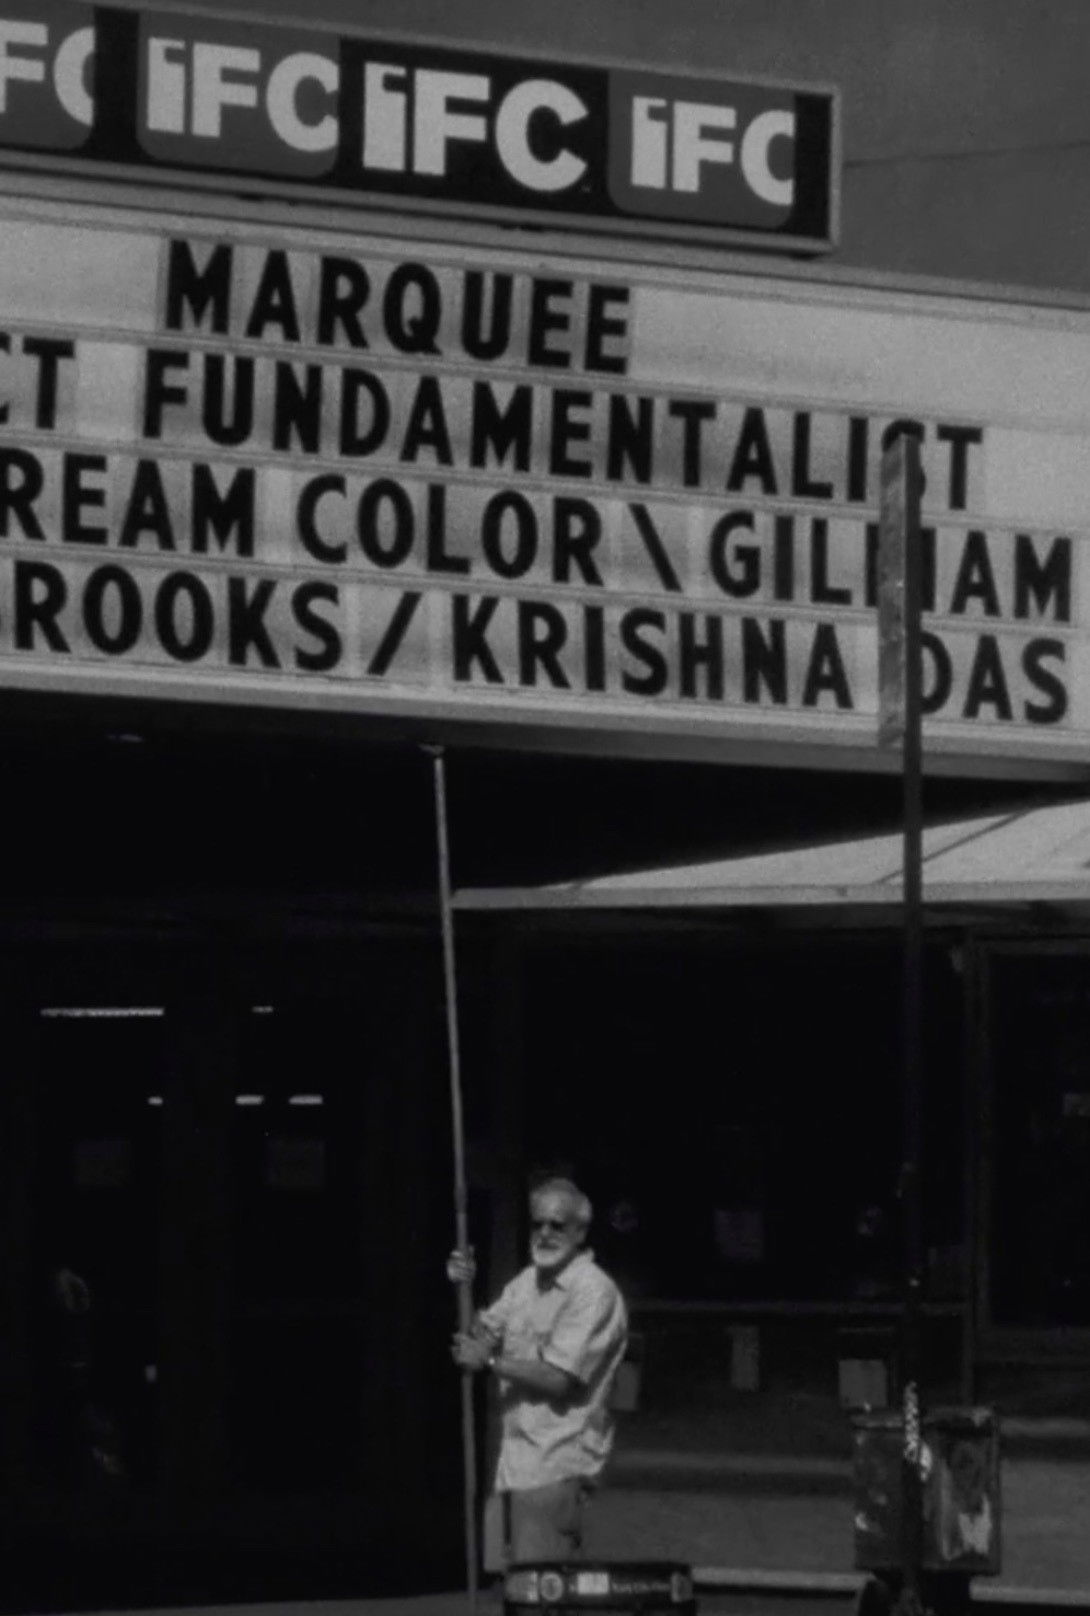 FC iFC iFC iFC
MARQUEE
CT FUNDAMENTALIST
REAM COLOR\GILLIAM
ROOKS/KRISHNA DAS